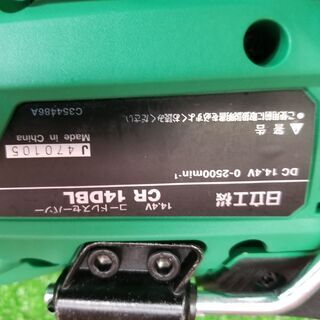 日立工機
14.4V
コードレスセーバソー
CR 14DBL
DC 14.4V 0-2500min⁻¹
警告
●ご使用前に取扱説明書をよくお読みください。
J470105
Made in China
C354486A